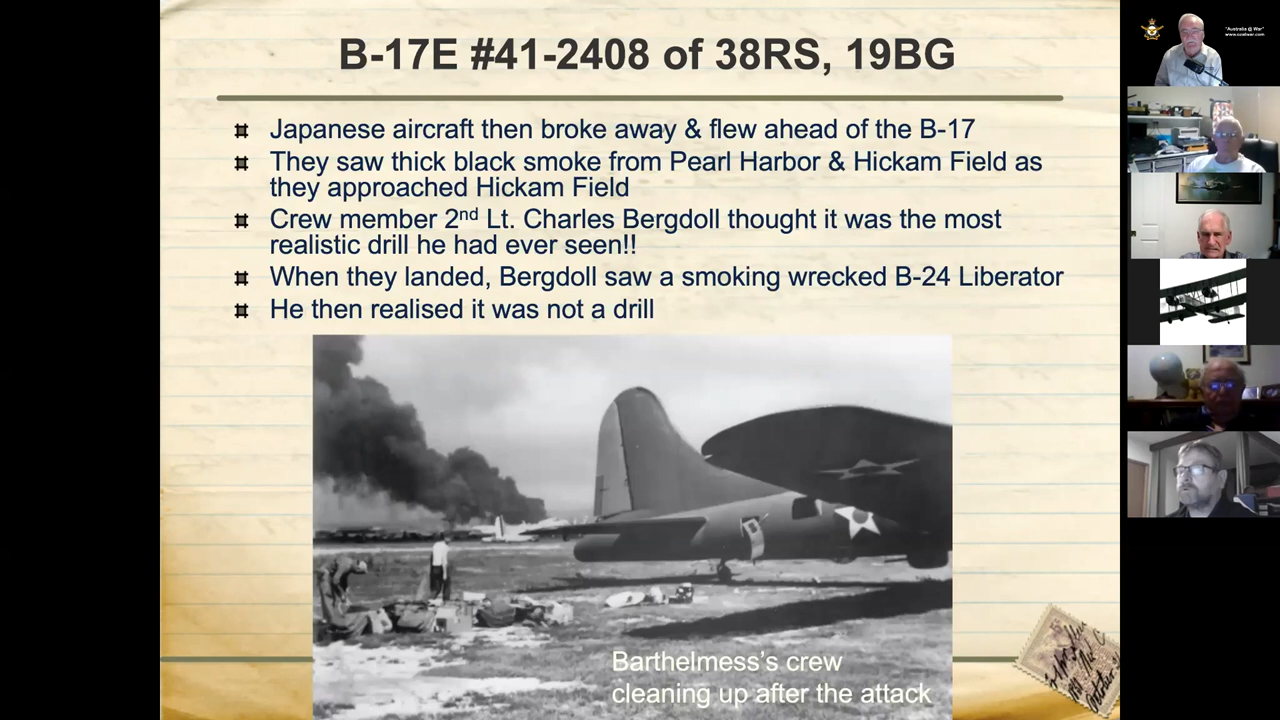 B-17E #41-2408 of 38RS, 19BG
Japanese aircraft then broke away & flew ahead of the B-17
They saw thick black smoke from Pearl Harbor & Hickam Field as
they approached Hickam Field
Crew member 2nd Lt. Charles Bergdoll thought it was the most
realistic drill he had ever seen!!
When they landed, Bergdoll saw a smoking wrecked B-24 Liberator
He then realised it was not a drill
Barthelmess's crew
cleaning up after the attack
"Australia @ War"
www.ozatwar.com